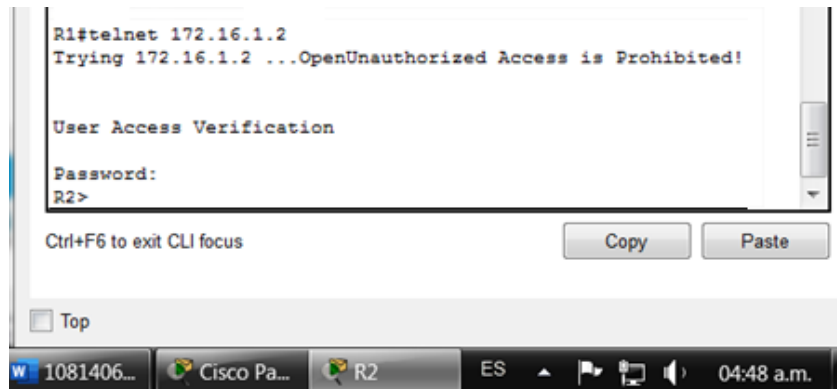 R1#telnet 172.16.1.2
Trying 172.16.1.2 ...OpenUnauthorized Access is Prohibited!
User Access Verification
Password:
R2>
Ctrl+F6 to exit CLI focus
Copy
Paste
Top
1081406...
Cisco Pa...
R2
ES
04:48 a.m.